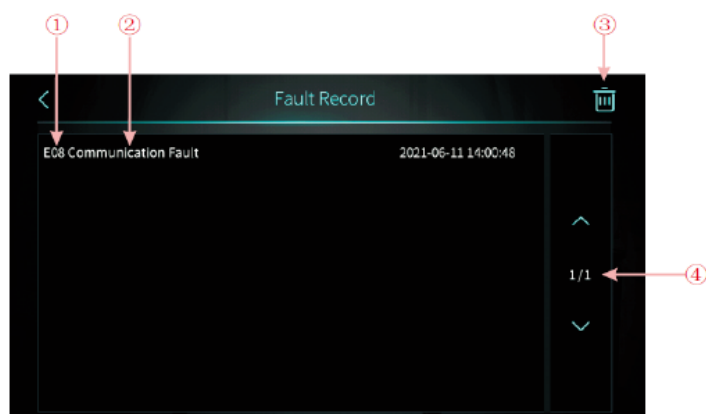 ① ② ③
Fault Record
E08 Communication Fault 2021-06-11 14:00:48
1/1 ④